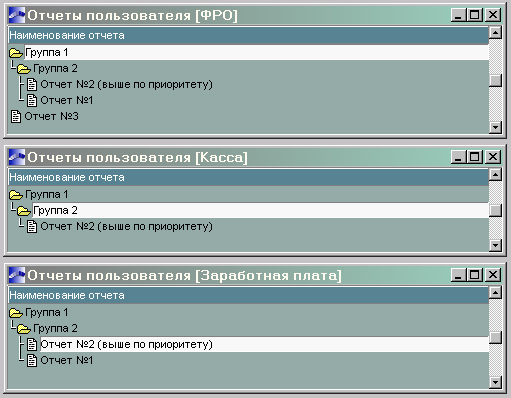 Отчеты пользователя [ФРО]
Наименование отчета
Группа 1
Группа 2
Отчет №2 (выше по приоритету)
Отчет №1
Отчет №3
Отчеты пользователя [Касса]
Наименование отчета
Группа 1
Группа 2
Отчет №2 (выше по приоритету)
Отчеты пользователя [Заработная плата]
Наименование отчета
Группа 1
Группа 2
Отчет №2 (выше по приоритету)
Отчет №1